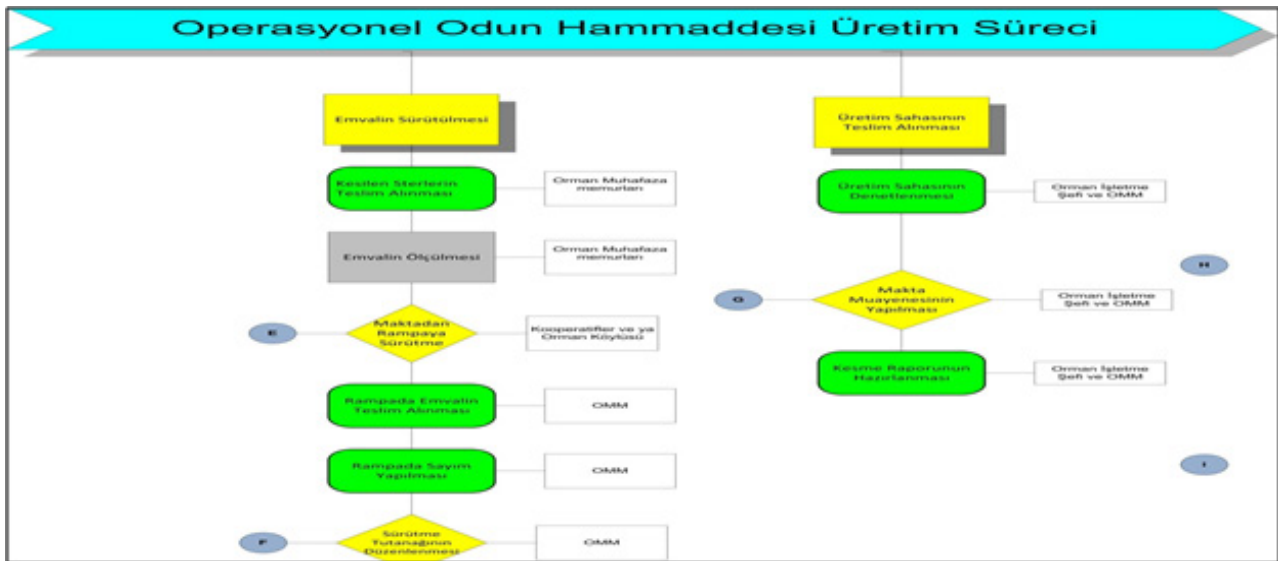 Operasyonel Odun Hammaddesi Üretim Süreci
Emvalin Sürütülmesi
Kesilen Sterlerin
Teslim Alınması
Orman Muhafaza
memurları
Emvalin Ölçülmesi
Orman Muhafaza
memurları
E
Maktadan
Rampaya
Sürütme
Kooperatifler ve ya
Orman Köylüsü
Rampada Emvalin
Teslim Alınması
OMM
Rampada Sayım
Yapılması
OMM
F
Sürütme
Tutanağının
Düzenlenmesi
OMM
Üretim Sahasının
Teslim Alınması
Üretim Sahasının
Denetlenmesi
Orman İşletme
Şefi ve OMM
H
G
Makta
Muayenesinin
Yapılması
Orman İşletme
Şefi ve OMM
Kesme Raporunun
Hazırlanması
Orman İşletme
Şefi ve OMM
I